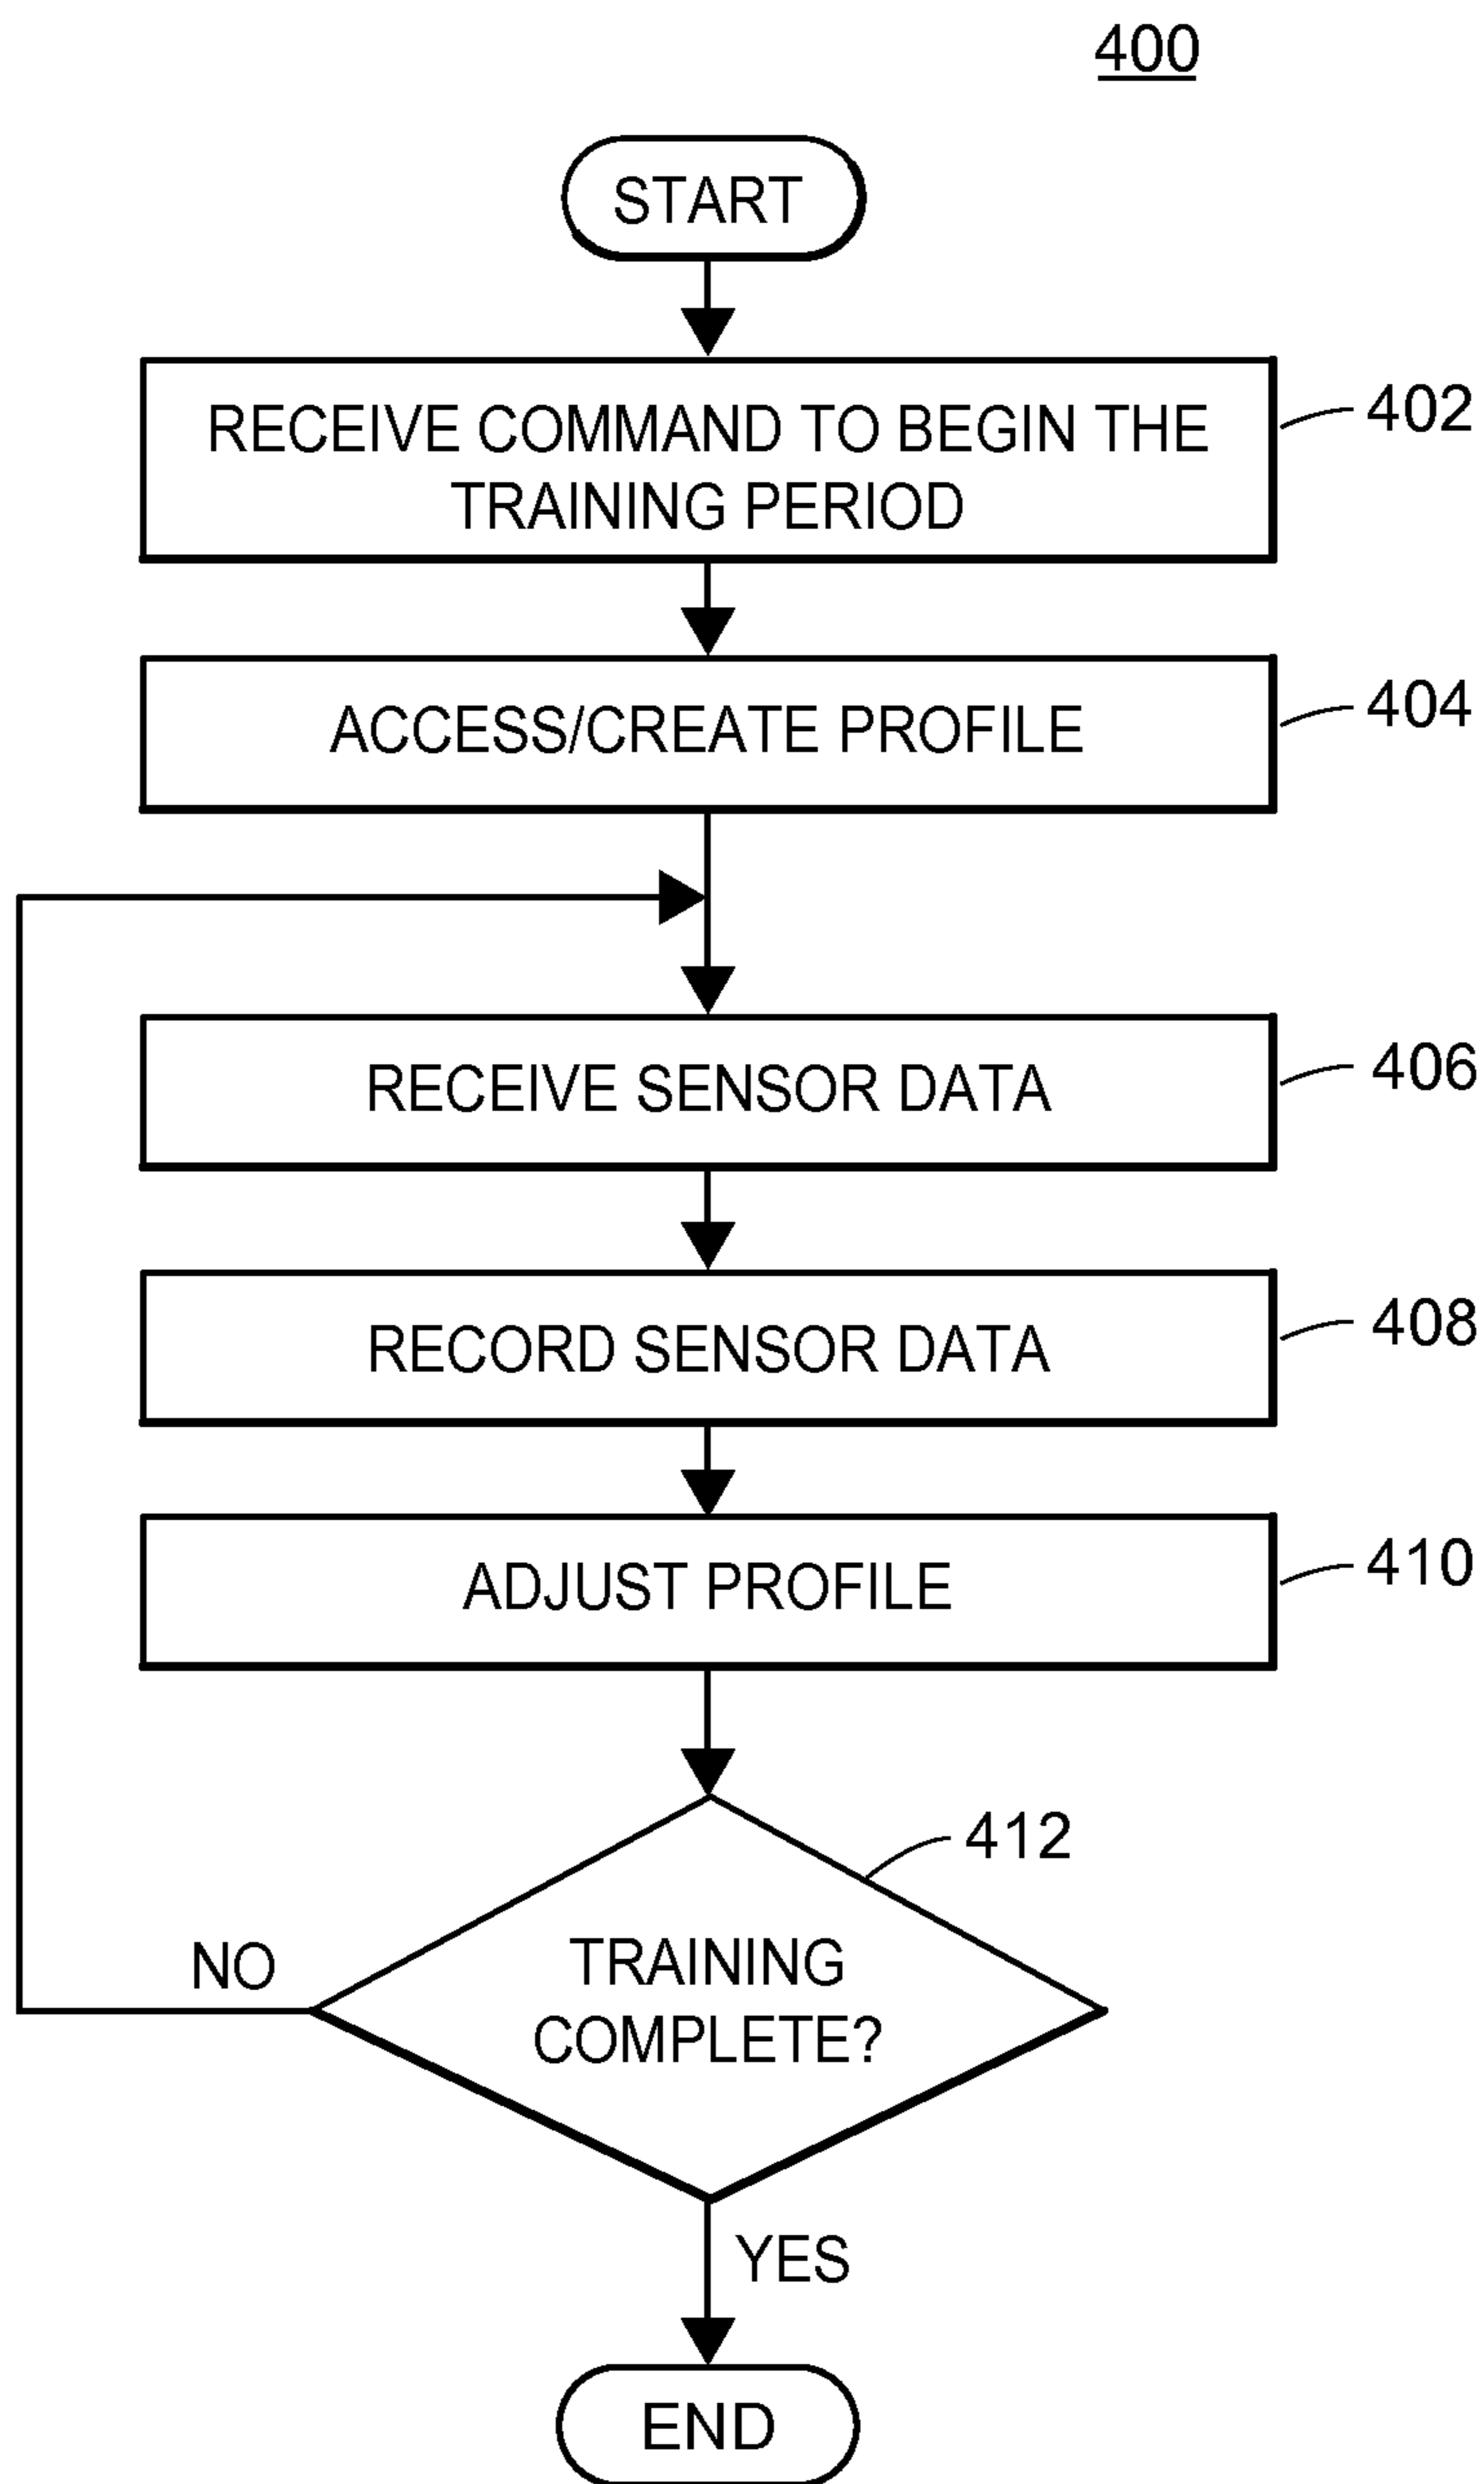 400
START
RECEIVE COMMAND TO BEGIN THE
TRAINING PERIOD
402
ACCESS/CREATE PROFILE
404
RECEIVE SENSOR DATA
406
RECORD SENSOR DATA
408
ADJUST PROFILE
410
412
TRAINING
COMPLETE?
NO
YES
END